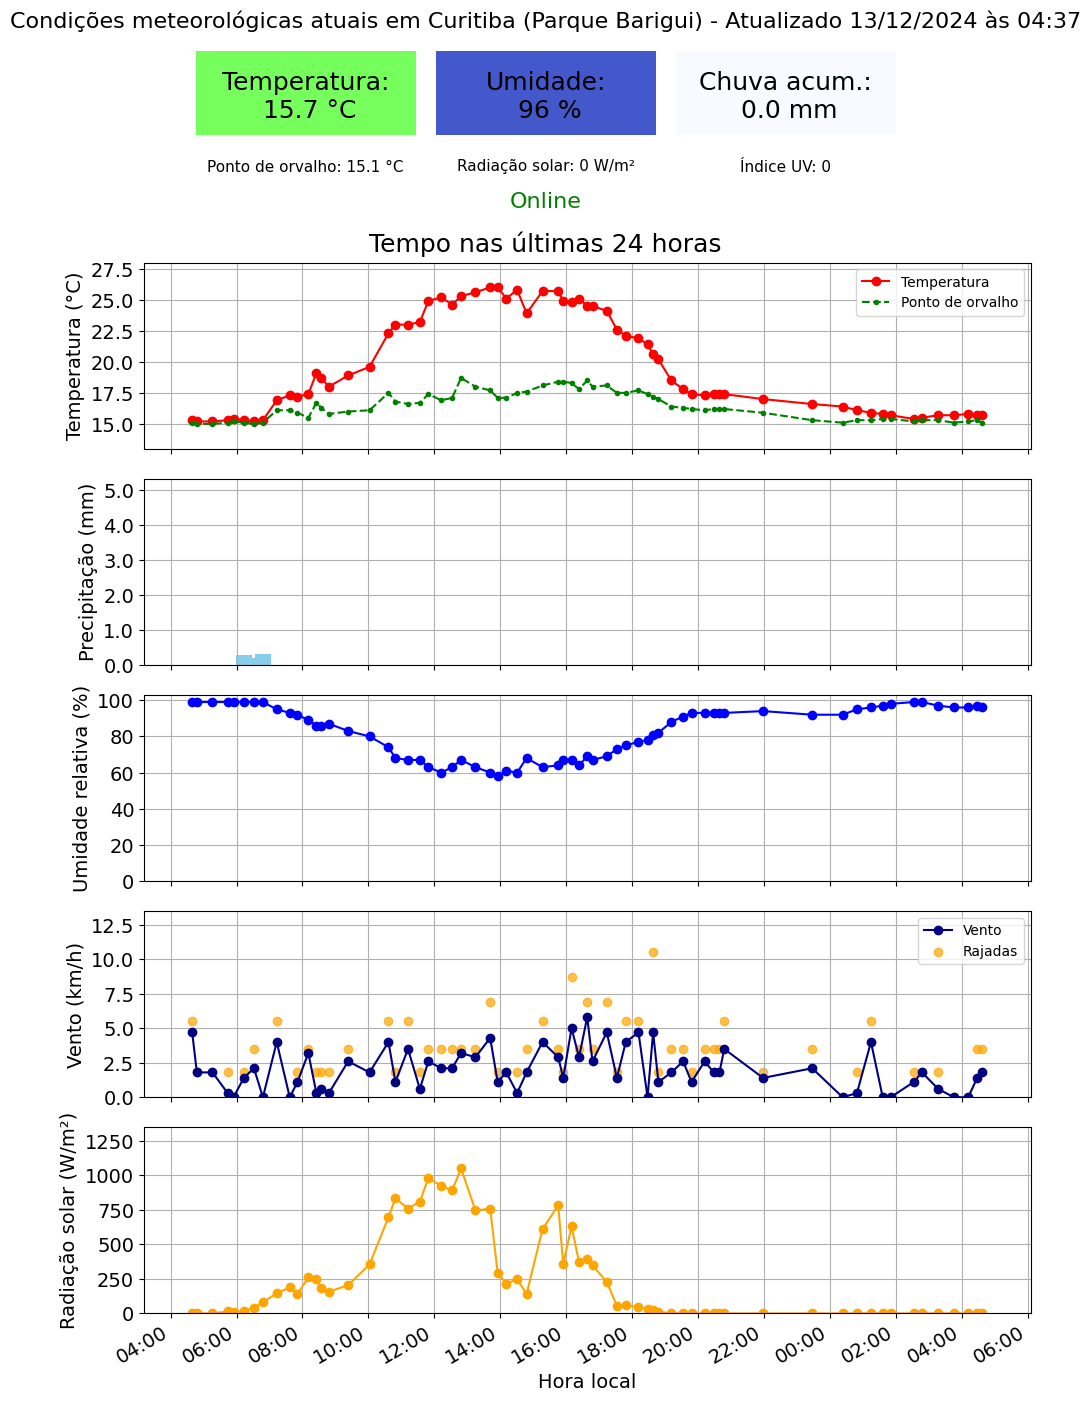 Condições meteorológicas atuais em Curitiba (Parque Barigui) - Atualizado 13/12/2024 às 04:37
Temperatura:
15.7 °C
Umidade:
96 %
Chuva acum.:
0.0 mm
Ponto de orvalho: 15.1 °C
Radiação solar: 0 W/m²
Índice UV: 0
Online
Tempo nas últimas 24 horas
Temperatura (°C)
27.5
25.0
22.5
20.0
17.5
15.0
Temperatura
Ponto de orvalho
Precipitação (mm)
5.0
4.0
3.0
2.0
1.0
0.0
Umidade relativa (%)
100
80
60
40
20
0
Vento (km/h)
12.5
10.0
7.5
5.0
2.5
0.0
Vento
Rajadas
Radiação solar (W/m²)
1250
1000
750
500
250
0
04:00
06:00
08:00
10:00
12:00
14:00
16:00
18:00
20:00
22:00
00:00
02:00
04:00
06:00
Hora local